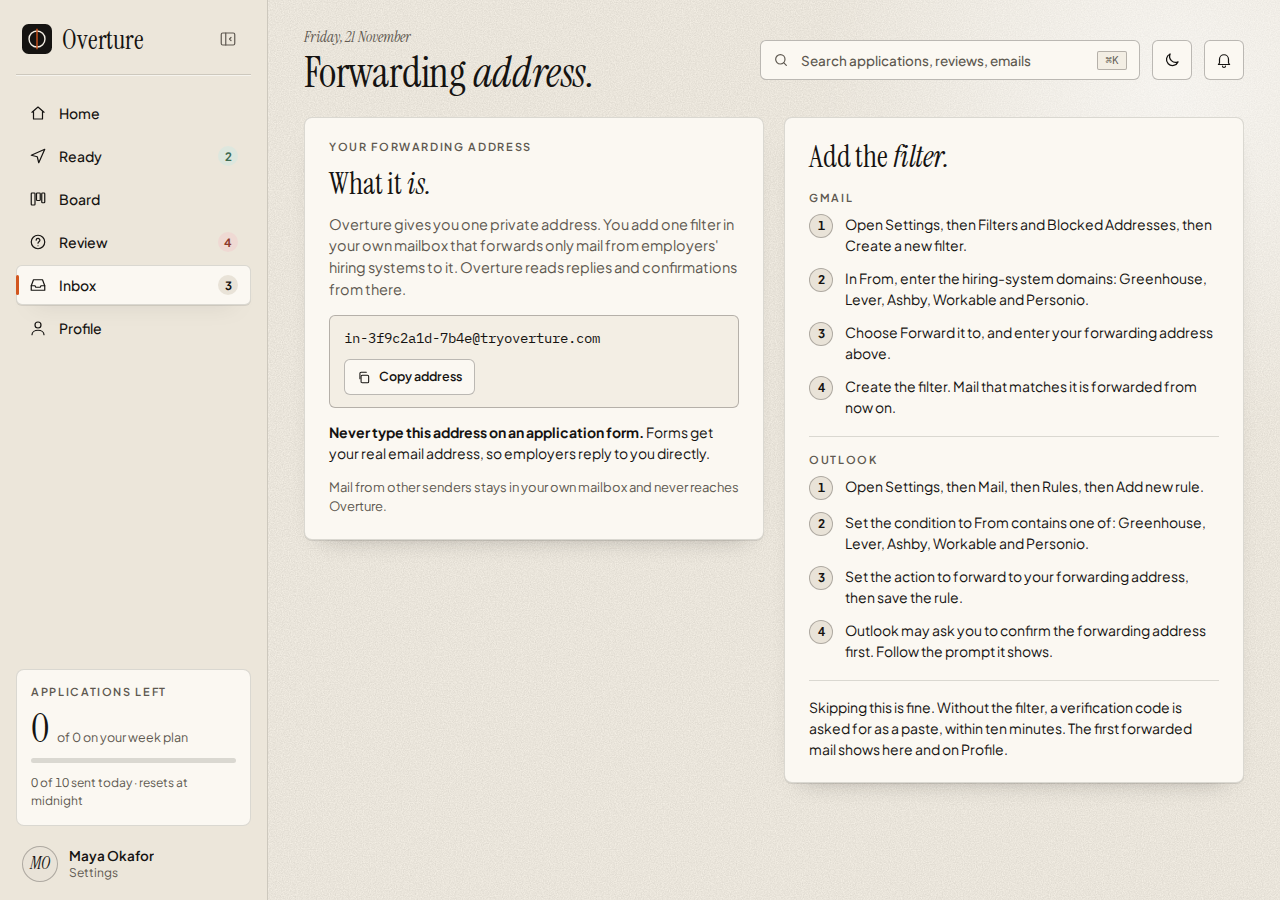 Overture
Home
Ready 2
Board
Review 4
Inbox 3
Profile
APPLICATIONS LEFT
0 of 0 on your week plan
0 of 10 sent today · resets at
midnight
MO
Maya Okafor
Settings
Friday, 21 November
Forwarding address.
Search applications, reviews, emails ⌘K
YOUR FORWARDING ADDRESS
What it is.
Overture gives you one private address. You add one filter in
your own mailbox that forwards only mail from employers'
hiring systems to it. Overture reads replies and confirmations
from there.
in-3f9c2a1d-7b4e@tryoverture.com
Copy address
Never type this address on an application form. Forms get
your real email address, so employers reply to you directly.
Mail from other senders stays in your own mailbox and never reaches
Overture.
Add the filter.
GMAIL
1 Open Settings, then Filters and Blocked Addresses, then
Create a new filter.
2 In From, enter the hiring-system domains: Greenhouse,
Lever, Ashby, Workable and Personio.
3 Choose Forward it to, and enter your forwarding address
above.
4 Create the filter. Mail that matches it is forwarded from
now on.
OUTLOOK
1 Open Settings, then Mail, then Rules, then Add new rule.
2 Set the condition to From contains one of: Greenhouse,
Lever, Ashby, Workable and Personio.
3 Set the action to forward to your forwarding address,
then save the rule.
4 Outlook may ask you to confirm the forwarding address
first. Follow the prompt it shows.
Skipping this is fine. Without the filter, a verification code is
asked for as a paste, within ten minutes. The first forwarded
mail shows here and on Profile.